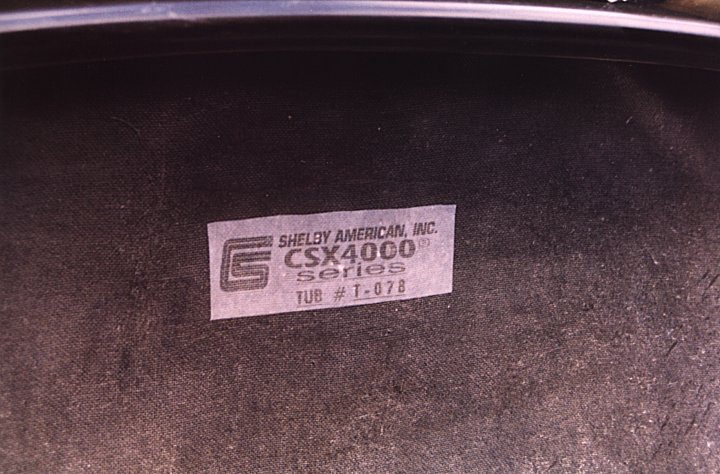 SHELBY AMERICAN, INC.
CSX4000®
series
TUB # T-078